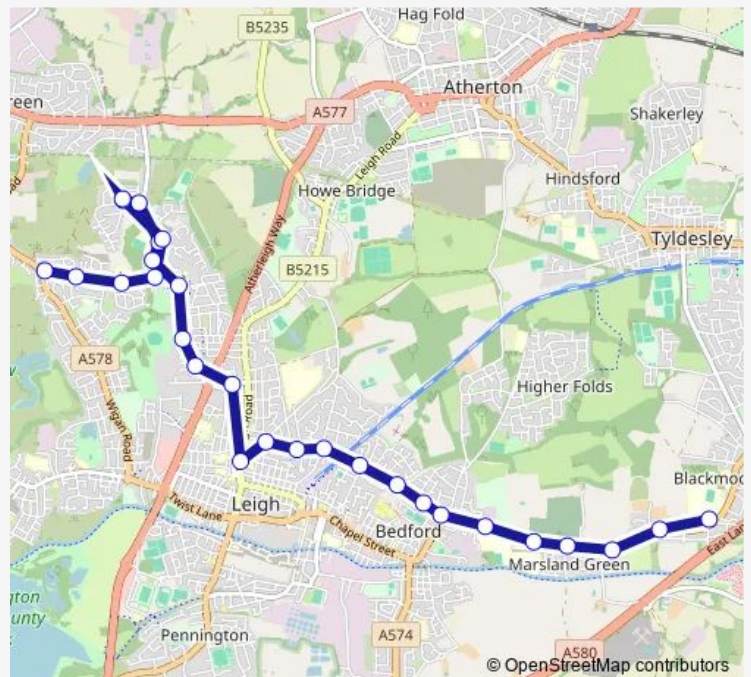 Hag Fold
B5235
Atherton
A577
Shakerley
Leigh Road
Hindsford
Howe Bridge
Tyldesley
Atherleigh Way
B5215
A578
Higher Folds
Wigan Road
Road
Leigh
Twist Lane
Chapel Street
Bedford
Marsland Green
East Lan
Pennington
A574
A580
© OpenStreetMap contributors